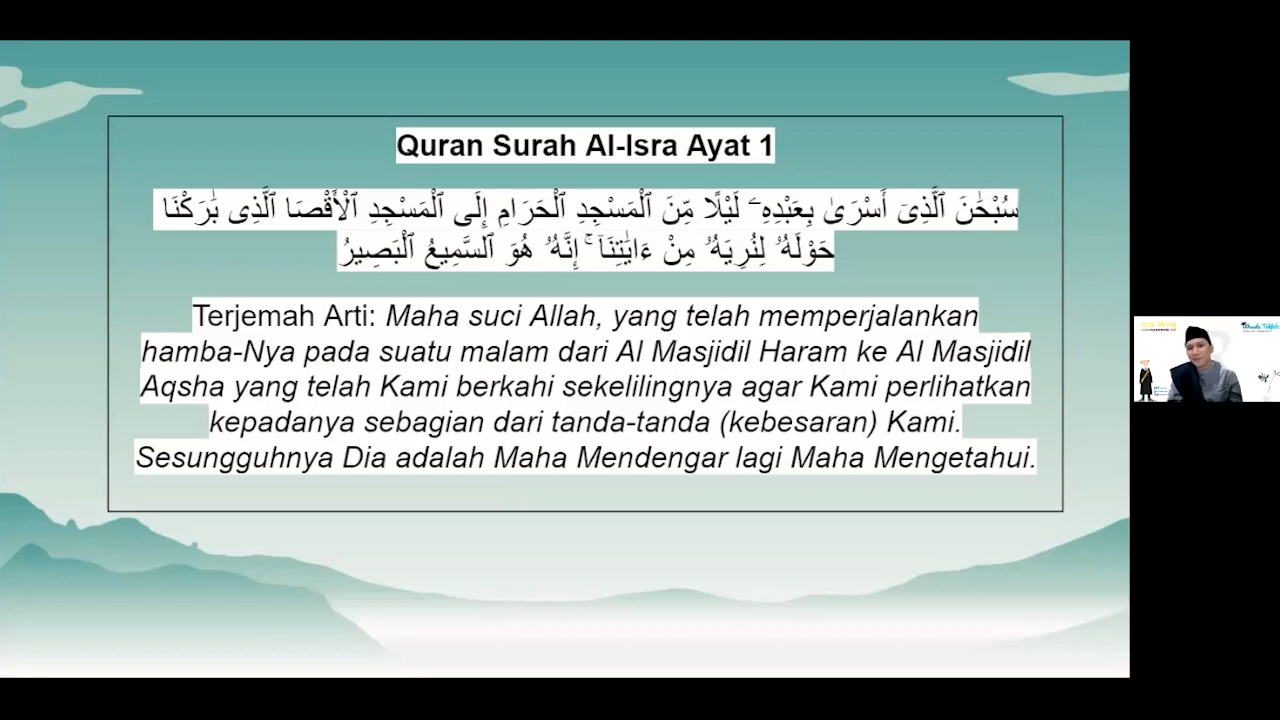 Quran Surah Al-Isra Ayat 1
سُبْحَٰنَ ٱلَّذِىٓ أَسْرَىٰ بِعَبْدِهِۦ لَيْلًا مِّنَ ٱلْمَسْجِدِ ٱلْحَرَامِ إِلَى ٱلْمَسْجِدِ ٱلْأَقْصَا ٱلَّذِى بَٰرَكْنَا
حَوْلَهُۥ لِنُرِيَهُۥ مِنْ ءَايَٰتِنَآ ۚ إِنَّهُۥ هُوَ ٱلسَّمِيعُ ٱلْبَصِيرُ
Terjemah Arti: Maha suci Allah, yang telah memperjalankan
hamba-Nya pada suatu malam dari Al Masjidil Haram ke Al Masjidil
Aqsha yang telah Kami berkahi sekelilingnya agar Kami perlihatkan
kepadanya sebagian dari tanda-tanda (kebesaran) Kami.
Sesungguhnya Dia adalah Maha Mendengar lagi Maha Mengetahui.